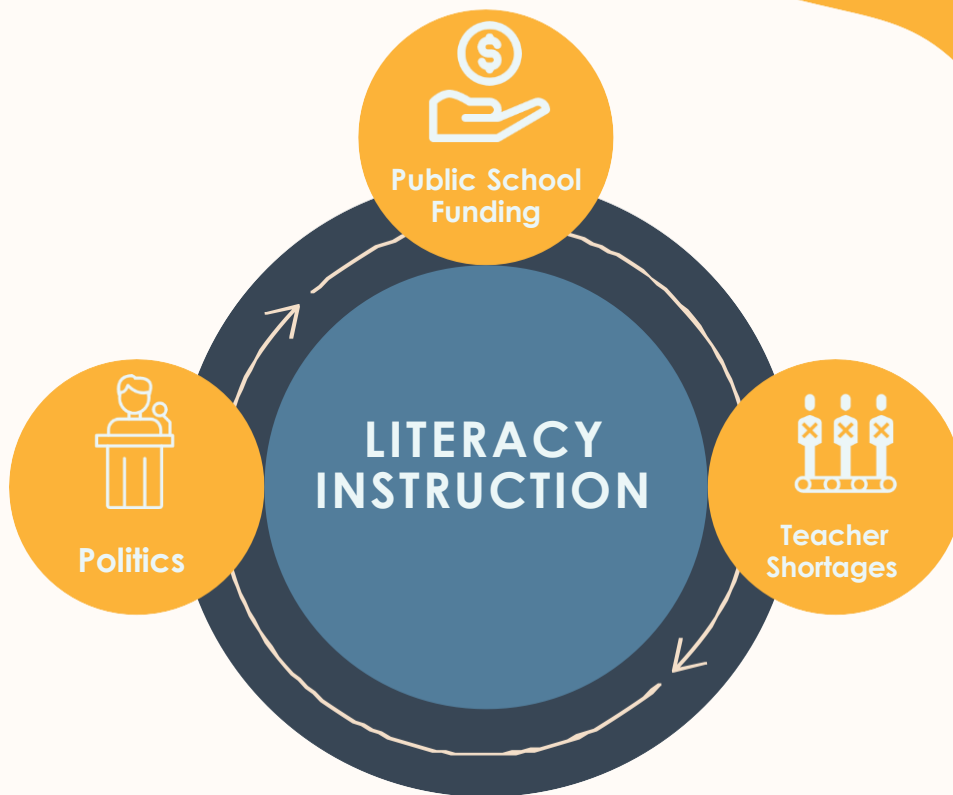 $
Public School
Funding
LITERACY
INSTRUCTION
Politics
Teacher
Shortages